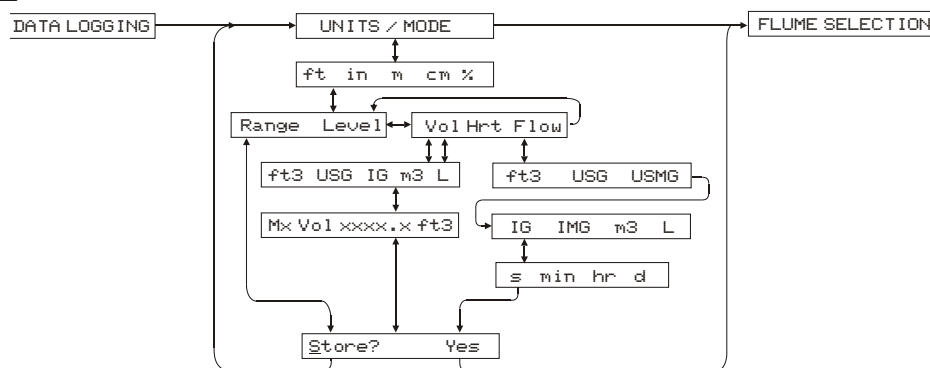 DATA LOGGING
UNITS / MODE
FLUME SELECTION
ft in m cm %
Range Level
Vol Hrt Flow
ft3 USG IG m3 L
ft3 USG USMG
Mx Vol xxxx.x ft3
IG IMG m3 L
s min hr d
Store? Yes